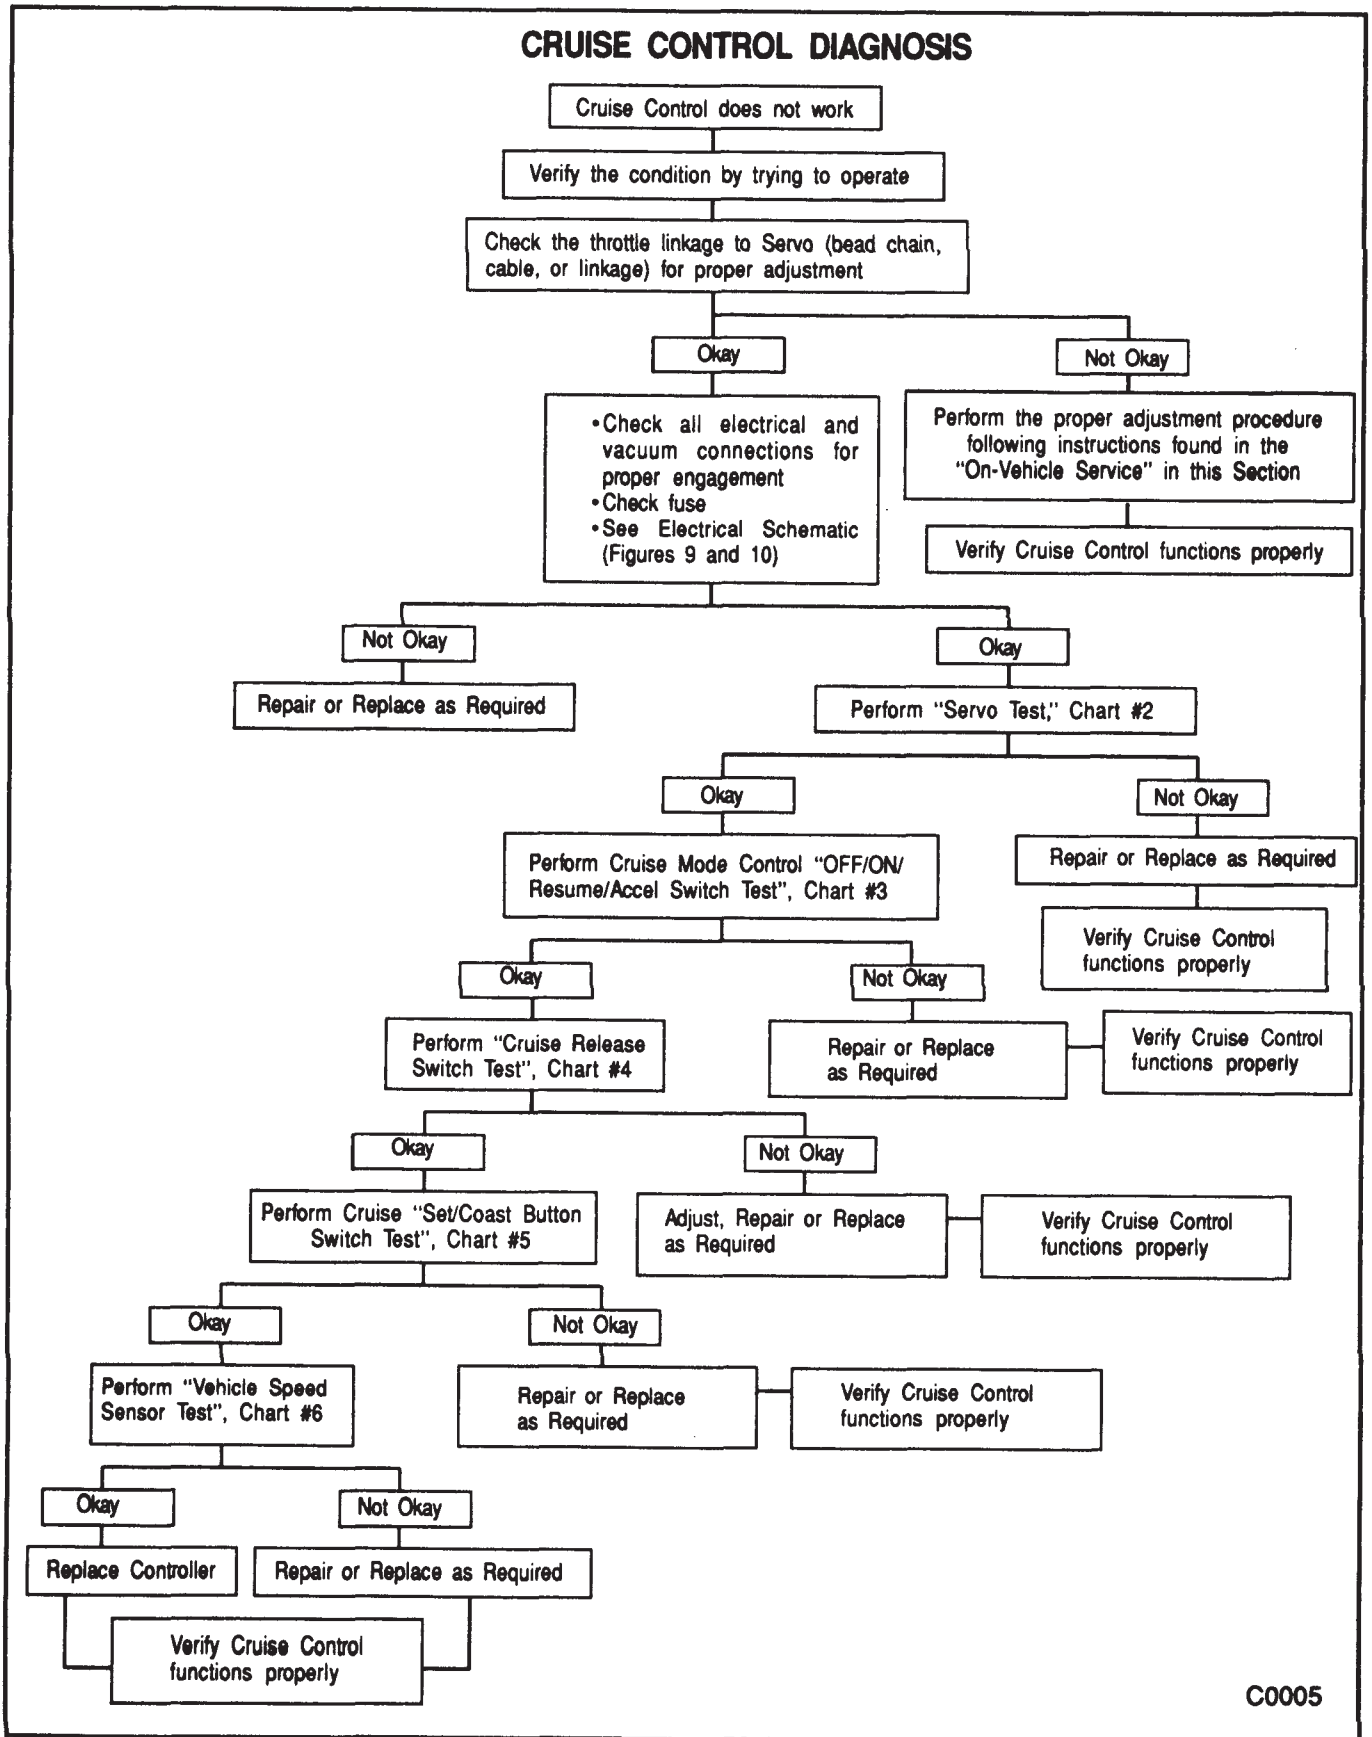 CRUISE CONTROL DIAGNOSIS
Cruise Control does not work
Verify the condition by trying to operate
Check the throttle linkage to Servo (bead chain,
cable, or linkage) for proper adjustment
Okay
Not Okay
•Check all electrical and
vacuum connections for
proper engagement
•Check fuse
•See Electrical Schematic
(Figures 9 and 10)
Perform the proper adjustment procedure
following instructions found in the
"On-Vehicle Service" in this Section
Verify Cruise Control functions properly
Not Okay
Okay
Repair or Replace as Required
Perform "Servo Test," Chart #2
Okay
Not Okay
Perform Cruise Mode Control "OFF/ON/
Resume/Accel Switch Test", Chart #3
Repair or Replace as Required
Verify Cruise Control
functions properly
Okay
Not Okay
Perform "Cruise Release
Switch Test", Chart #4
Repair or Replace
as Required
Verify Cruise Control
functions properly
Okay
Not Okay
Perform Cruise "Set/Coast Button
Switch Test", Chart #5
Adjust, Repair or Replace
as Required
Verify Cruise Control
functions properly
Okay
Not Okay
Perform "Vehicle Speed
Sensor Test", Chart #6
Repair or Replace
as Required
Verify Cruise Control
functions properly
Okay
Not Okay
Replace Controller
Repair or Replace as Required
Verify Cruise Control
functions properly
C0005